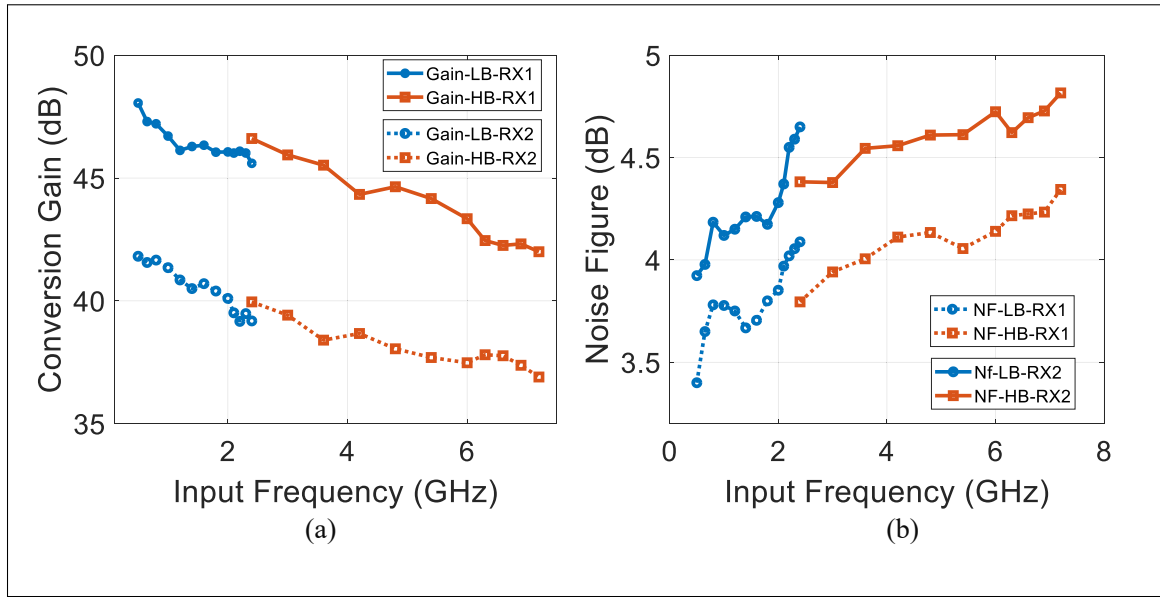 50
45
40
35
Conversion Gain (dB)
Gain-LB-RX1
Gain-HB-RX1
Gain-LB-RX2
Gain-HB-RX2
2
4
6
Input Frequency (GHz)
(a)
5
4.5
4
3.5
Noise Figure (dB)
NF-LB-RX1
NF-HB-RX1
Nf-LB-RX2
NF-HB-RX2
0
2
4
6
8
Input Frequency (GHz)
(b)